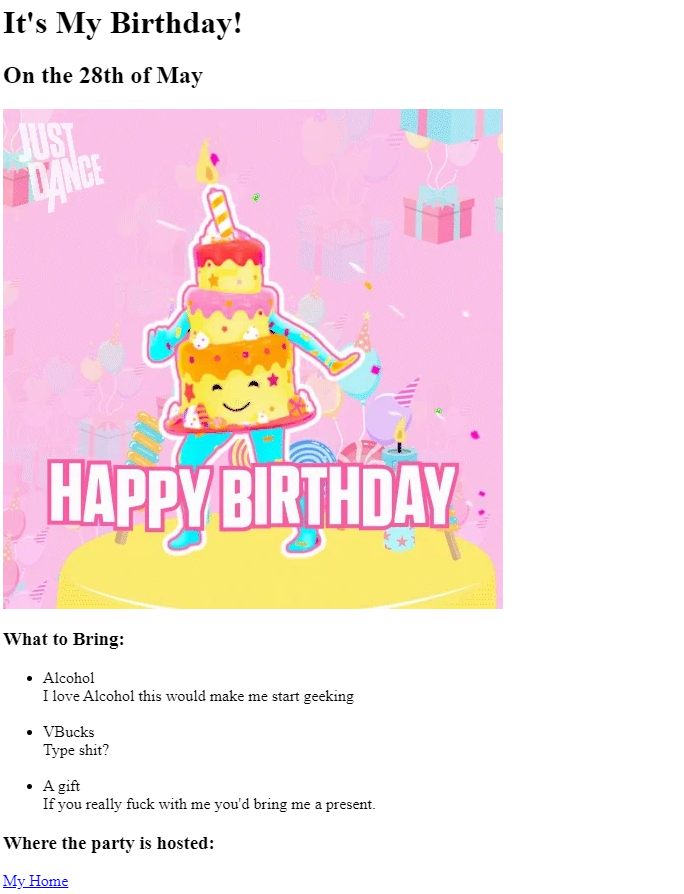 It's My Birthday!
On the 28th of May
JUST
DANCE
HAPPY BIRTHDAY
What to Bring:
Alcohol
I love Alcohol this would make me start geeking
VBucks
Type shit?
A gift
If you really fuck with me you'd bring me a present.
Where the party is hosted:
My Home